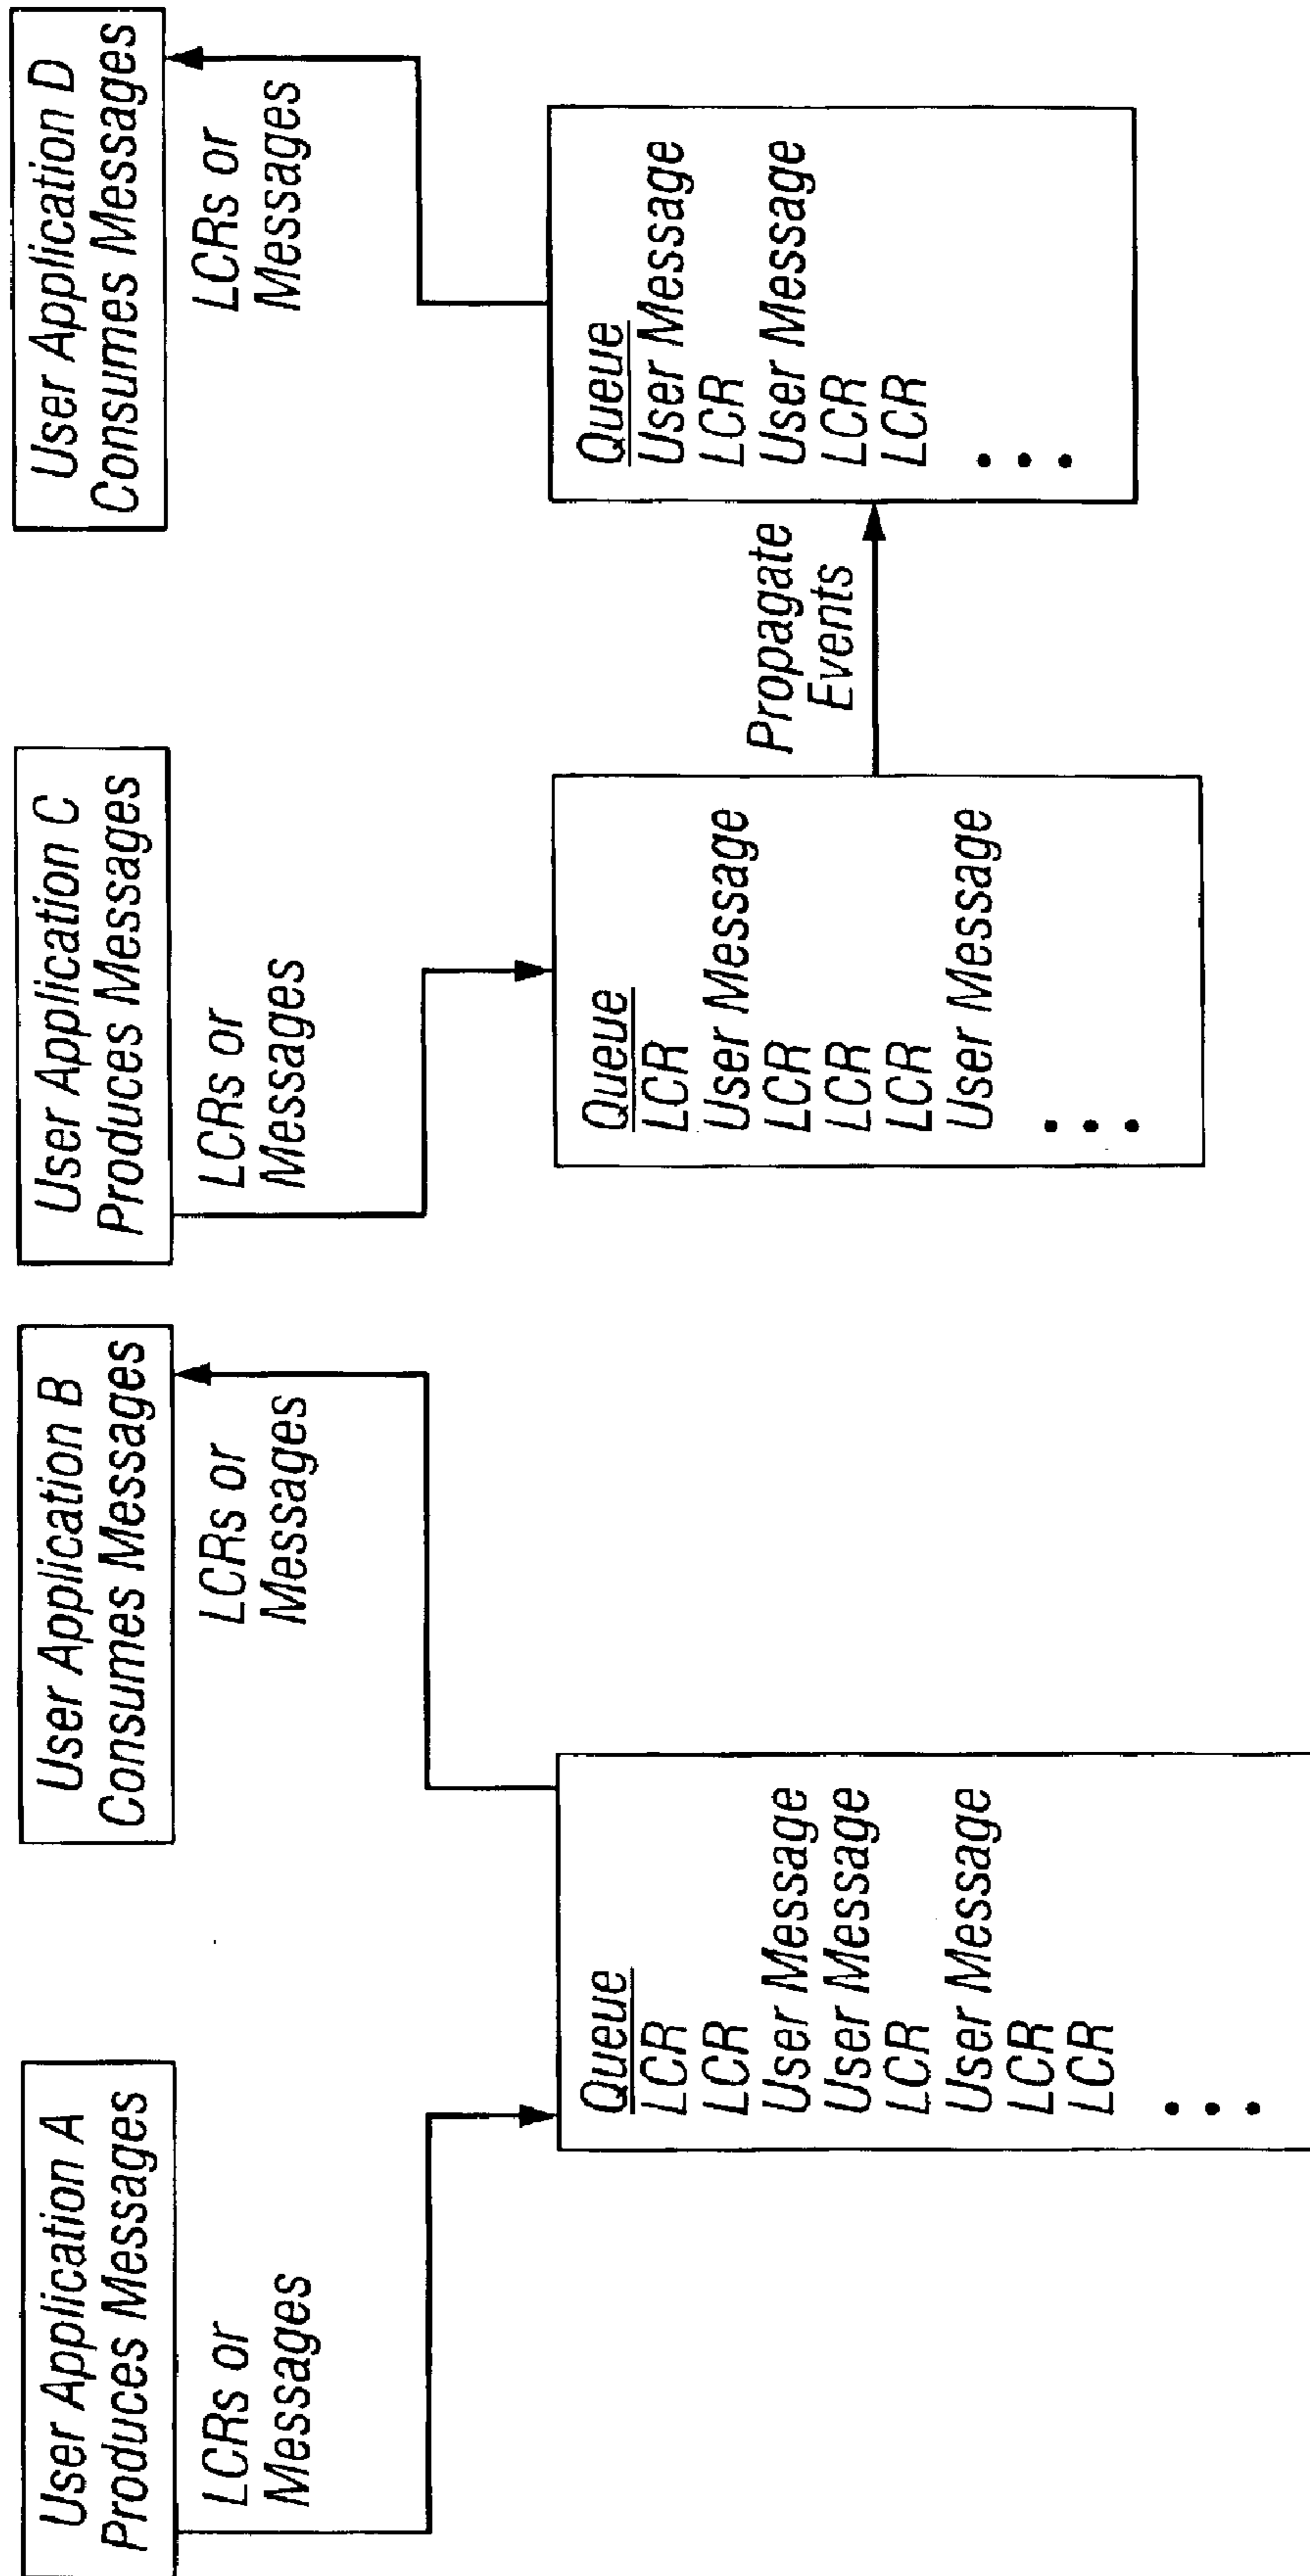 User Application A
Produces Messages
LCRs or
Messages
Queue
LCR
LCR
User Message
User Message
LCR
User Message
LCR
LCR
• • •
User Application B
Consumes Messages
LCRs or
Messages
User Application C
Produces Messages
LCRs or
Messages
Queue
LCR
User Message
LCR
LCR
LCR
User Message
• • •
Propagate
Events
Queue
User Message
LCR
User Message
LCR
LCR
• • •
User Application D
Consumes Messages
LCRs or
Messages